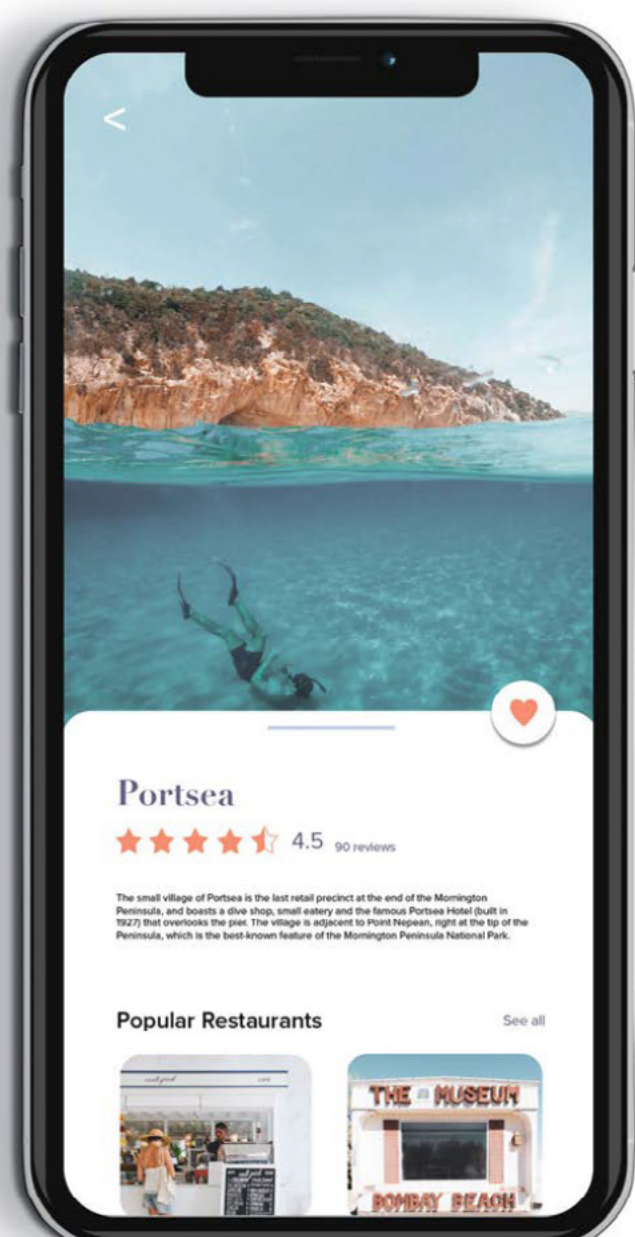 <
Portsea
4.5 90 reviews
The small village of Portsea is the last retail precinct at the end of the Mornington
Peninsula, and boasts a dive shop, small eatery and the famous Portsea Hotel (built in
1927) that overlooks the pier. The village is adjacent to Point Nepean, right at the tip of the
Peninsula, which is the best-known feature of the Mornington Peninsula National Park.
Popular Restaurants See all
THE MUSEUM
BOMBAY BEACH